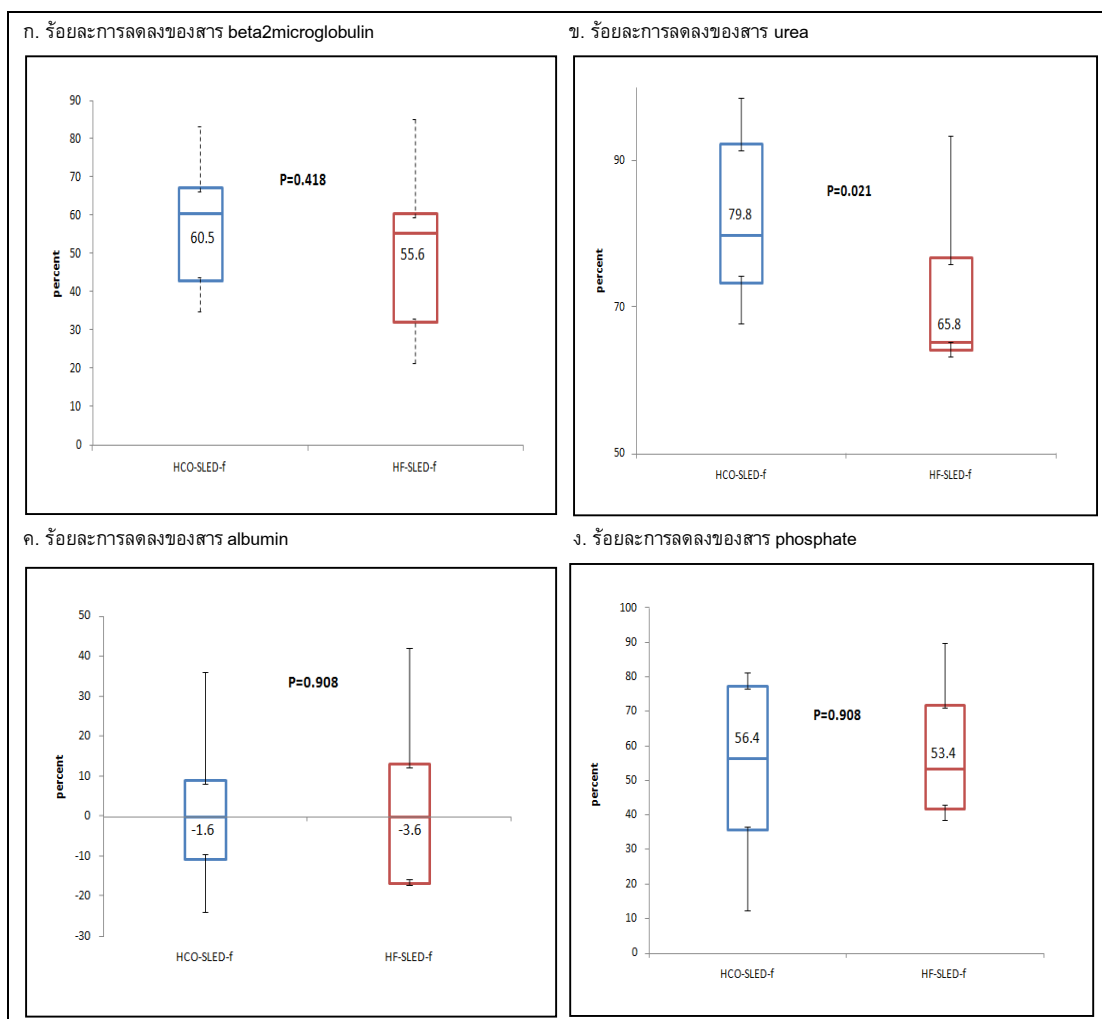 ก. ร้อยละการลดลงของสาร beta2microglobulin
90
80
70
60
50
40
30
20
10
0
percent
P=0.418
60.5
55.6
HCO-SLED-f
HF-SLED-f
ข. ร้อยละการลดลงของสาร urea
90
70
50
percent
P=0.021
79.8
65.8
HCO-SLED-f
HF-SLED-f
ค. ร้อยละการลดลงของสาร albumin
50
40
30
20
10
0
-10
-20
-30
percent
P=0.908
-1.6
-3.6
HCO-SLED-f
HF-SLED-f
ง. ร้อยละการลดลงของสาร phosphate
100
90
80
70
60
50
40
30
20
10
0
percent
P=0.908
56.4
53.4
HCO-SLED-f
HF-SLED-f